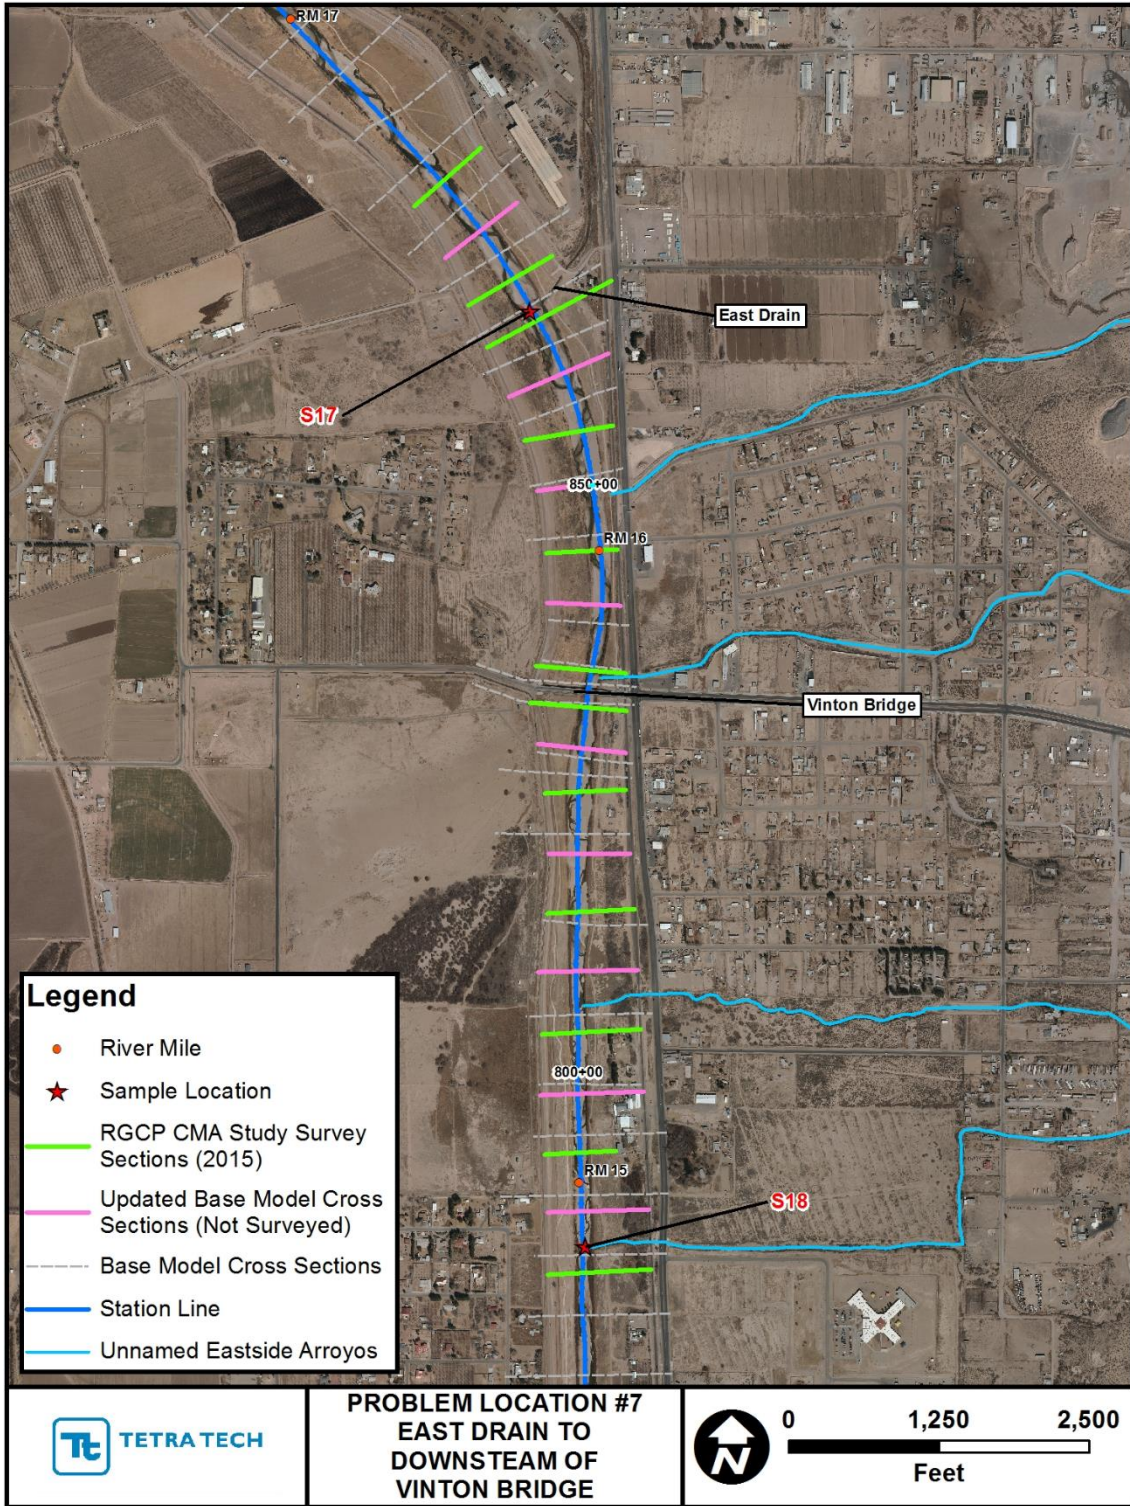 RM 17
East Drain
S17
850+00
RM 16
Vinton Bridge
800+00
RM 15
S18
Legend
River Mile
Sample Location
RGCP CMA Study Survey
Sections (2015)
Updated Base Model Cross
Sections (Not Surveyed)
Base Model Cross Sections
Station Line
Unnamed Eastside Arroyos
Tt TETRA TECH
PROBLEM LOCATION #7
EAST DRAIN TO
DOWNSTEAM OF
VINTON BRIDGE
N
0 1,250 2,500
Feet